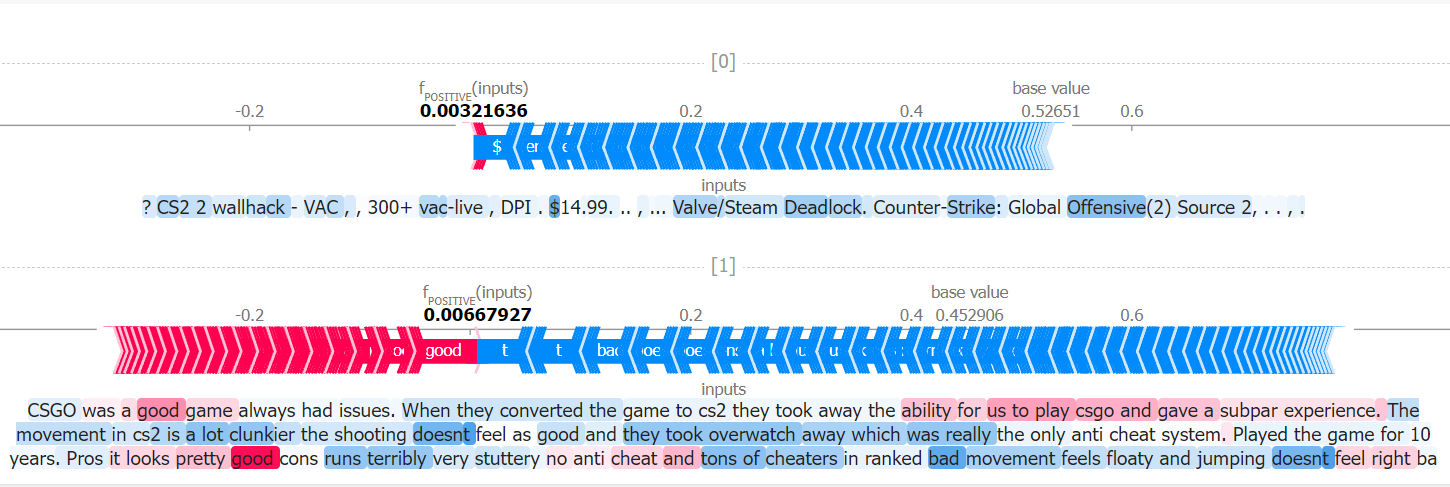 [0]
fPOSITIVE(inputs) base value
-0.2 0.00321636 0.2 0.4 0.52651 0.6
$ er e
inputs
? CS2 2 wallhack - VAC , , 300+ vac-live , DPI . $14.99. .. , ... Valve/Steam Deadlock. Counter-Strike: Global Offensive(2) Source 2, . . , .
[1]
fPOSITIVE(inputs) base value
-0.2 0.00667927 0.2 0.4 0.452906 0.6
good t t bad
inputs
CSGO was a good game always had issues. When they converted the game to cs2 they took away the ability for us to play csgo and gave a subpar experience. The
movement in cs2 is a lot clunkier the shooting doesnt feel as good and they took overwatch away which was really the only anti cheat system. Played the game for 10
years. Pros it looks pretty good cons runs terribly very stuttery no anti cheat and tons of cheaters in ranked bad movement feels floaty and jumping doesnt feel right ba